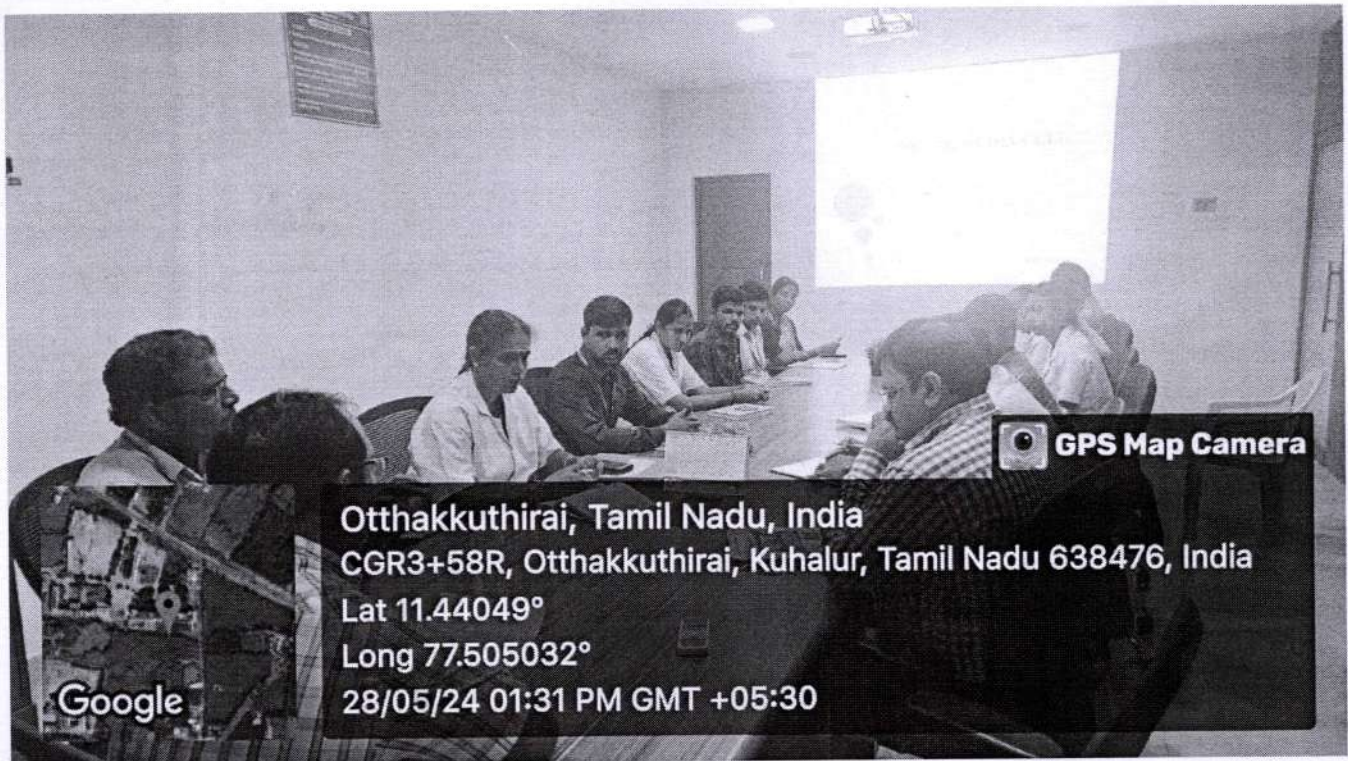 GPS Map Camera
Otthakkuthirai, Tamil Nadu, India
CGR3+58R, Otthakkuthirai, Kuhalur, Tamil Nadu 638476, India
Lat 11.44049°
Long 77.505032°
28/05/24 01:31 PM GMT +05:30
Google